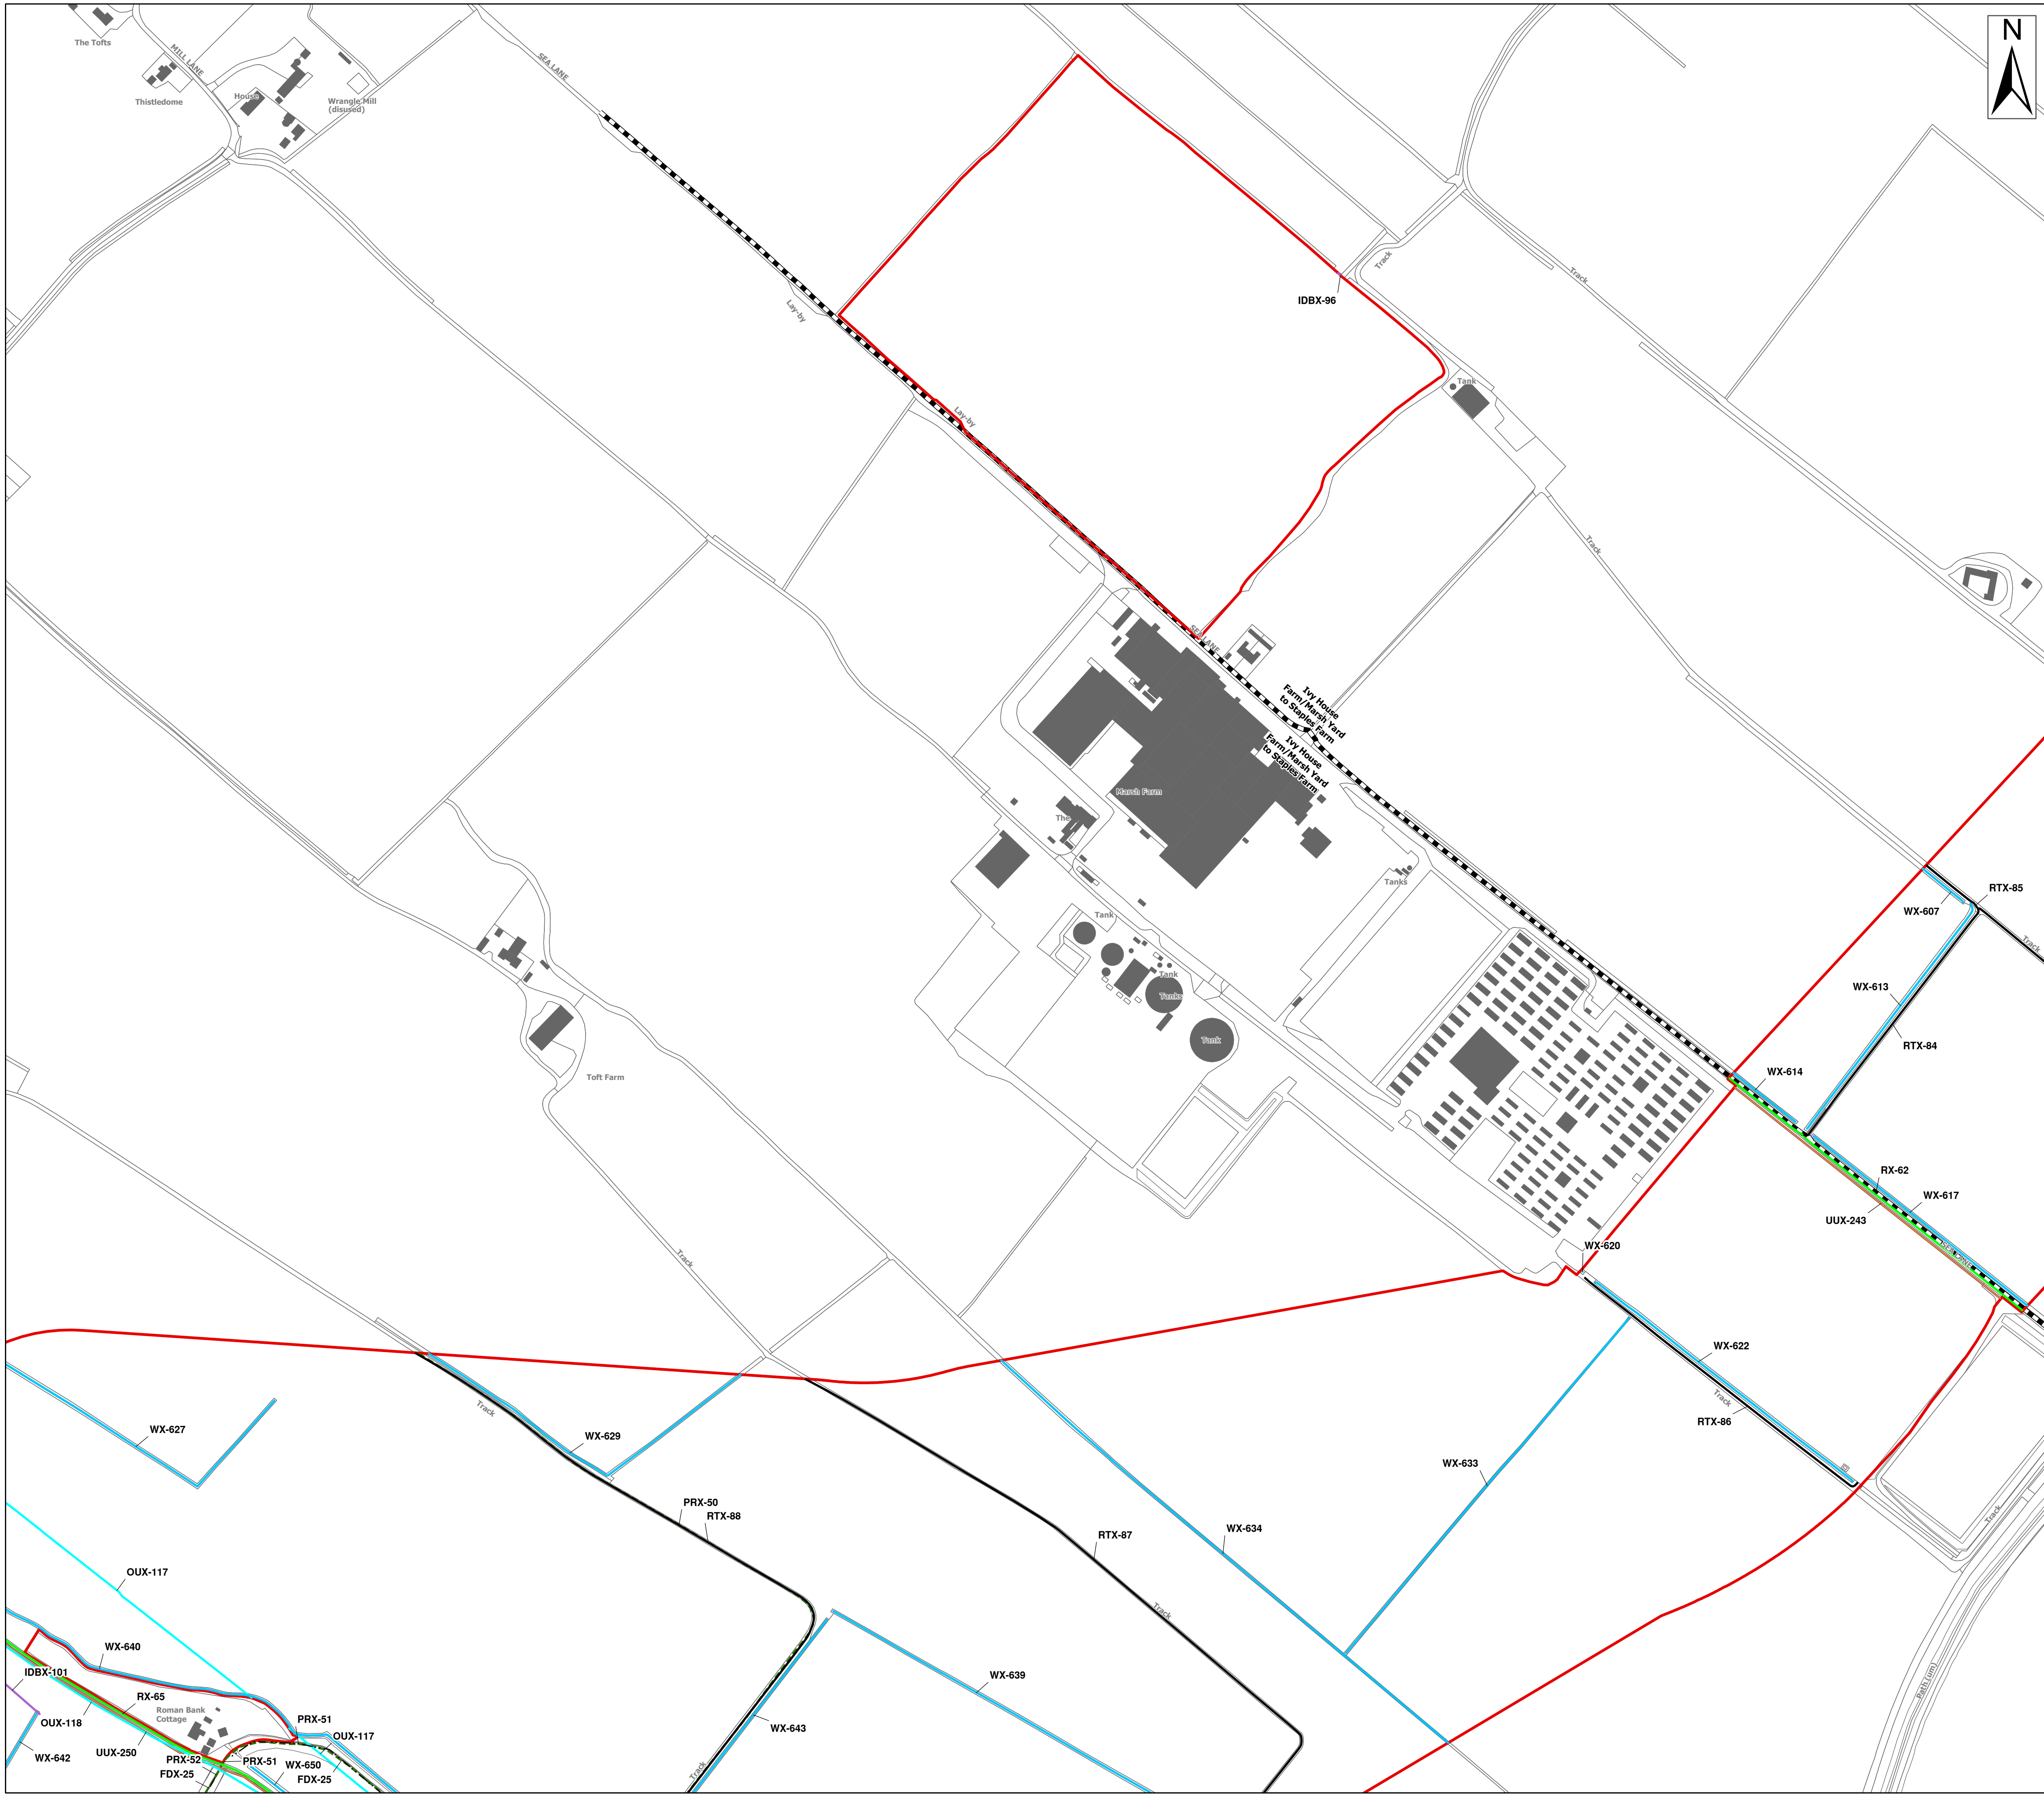 N
The Tofts
MILL LANE
Thistledome
House
Wrangle Mill
(disused)
SEA LANE
Track
Track
IDBX-96
Lay-by
Lay-by
Tank
Track
SEA LANE
Ivy House
Farm/Marsh Yard
to Staples Farm
Ivy House
Farm/Marsh Yard
to Staples Farm
Marsh Farm
The
Tanks
RTX-85
WX-607
Track
Tank
Tank
Tanks
Tank
WX-613
RTX-84
WX-614
Toft Farm
RX-62
WX-617
UUX-243
WX-620
Track
WX-622
Track
RTX-86
WX-627
Track
WX-629
WX-633
PRX-50
RTX-88
RTX-87
WX-634
Track
OUX-117
Track
WX-640
IDBX-101
RX-65
Roman Bank
Cottage
OUX-118
PRX-51
OUX-117
WX-639
WX-643
Path (um)
UUX-250
WX-642
PRX-52
PRX-51
WX-650
FDX-25
FDX-25
Track